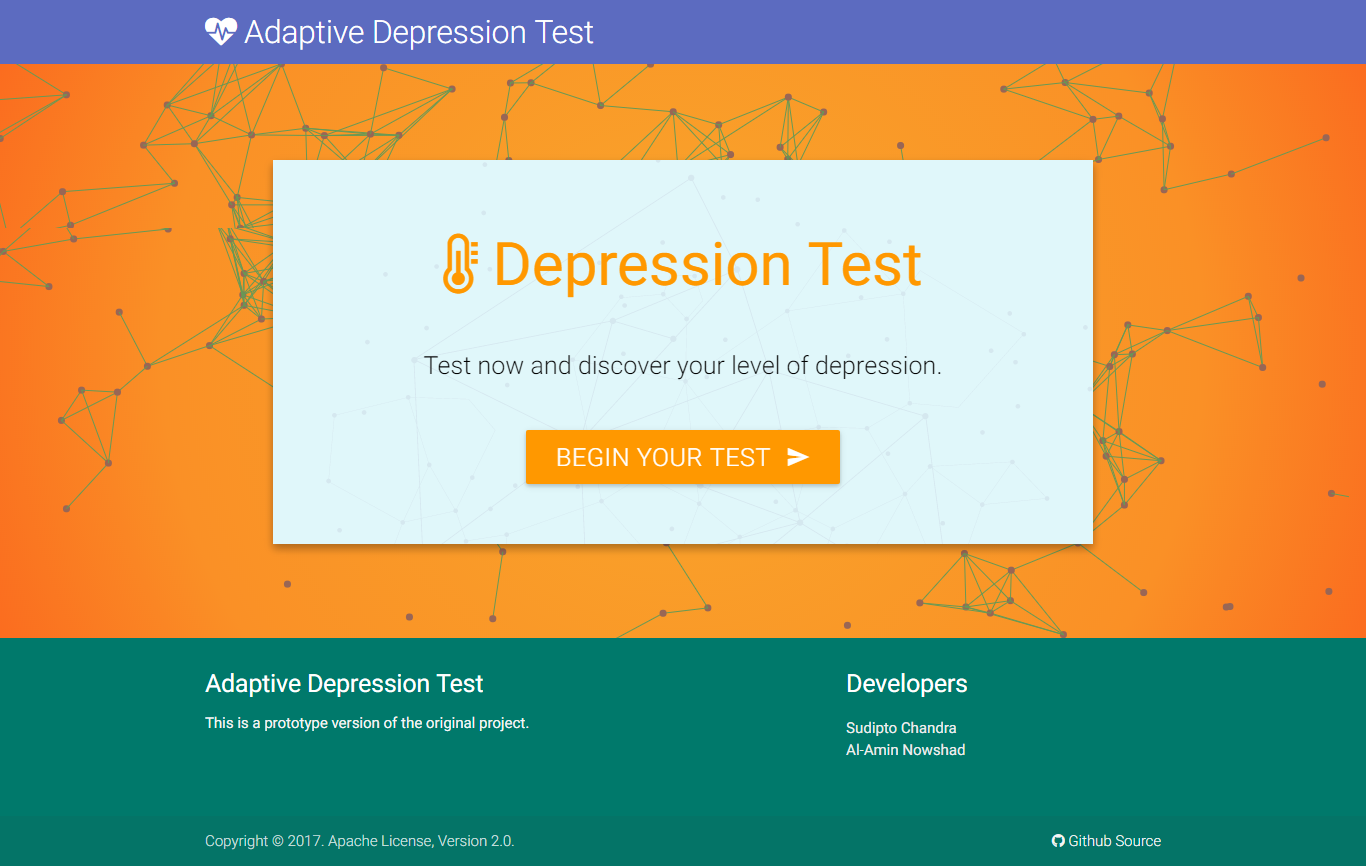 Adaptive Depression Test
Depression Test
Test now and discover your level of depression.
BEGIN YOUR TEST
Adaptive Depression Test
This is a prototype version of the original project.
Developers
Sudipto Chandra
Al-Amin Nowshad
Copyright © 2017. Apache License, Version 2.0.
Github Source